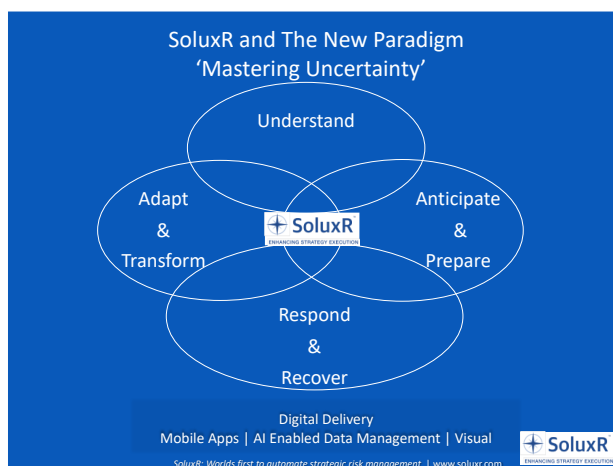 SoluxR and The New Paradigm
‘Mastering Uncertainty’
Understand
Adapt
&
Transform
Anticipate
&
Prepare
SoluxR
ENHANCING STRATEGY EXECUTION
Respond
&
Recover
Digital Delivery
Mobile Apps | AI Enabled Data Management | Visual
SoluxR
ENHANCING STRATEGY EXECUTION
SoluxR: Worlds first to automate strategic risk management | www.soluxr.com